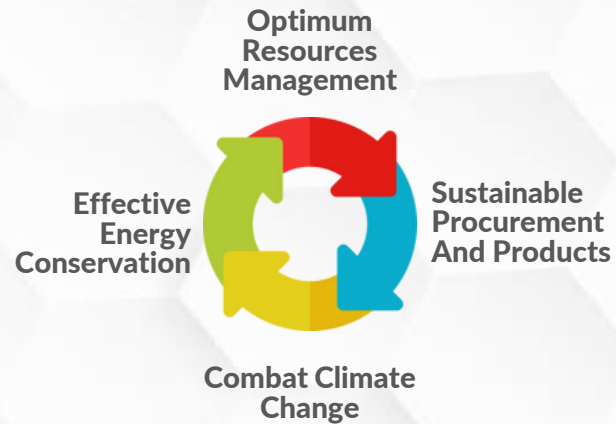 Optimum
Resources
Management
Effective
Energy
Conservation
Sustainable
Procurement
And Products
Combat Climate
Change